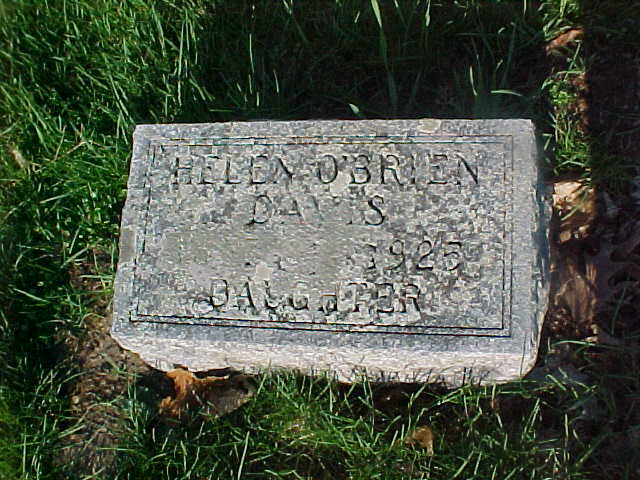 HELEN O'BRIEN
DAVIS
1925
DAUGHTER